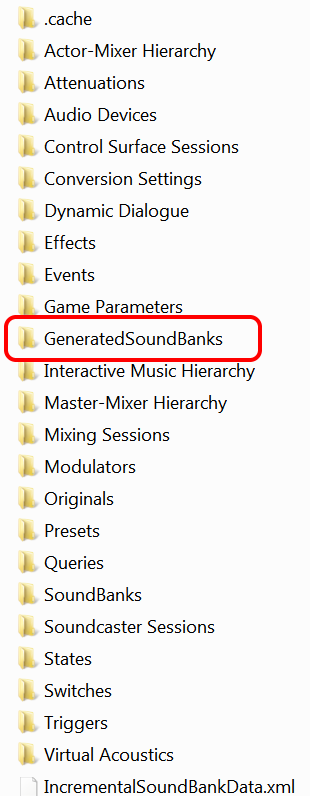 .cache
Actor-Mixer Hierarchy
Attenuations
Audio Devices
Control Surface Sessions
Conversion Settings
Dynamic Dialogue
Effects
Events
Game Parameters
GeneratedSoundBanks
Interactive Music Hierarchy
Master-Mixer Hierarchy
Mixing Sessions
Modulators
Originals
Presets
Queries
SoundBanks
Soundcaster Sessions
States
Switches
Triggers
Virtual Acoustics
IncrementalSoundBankData.xml